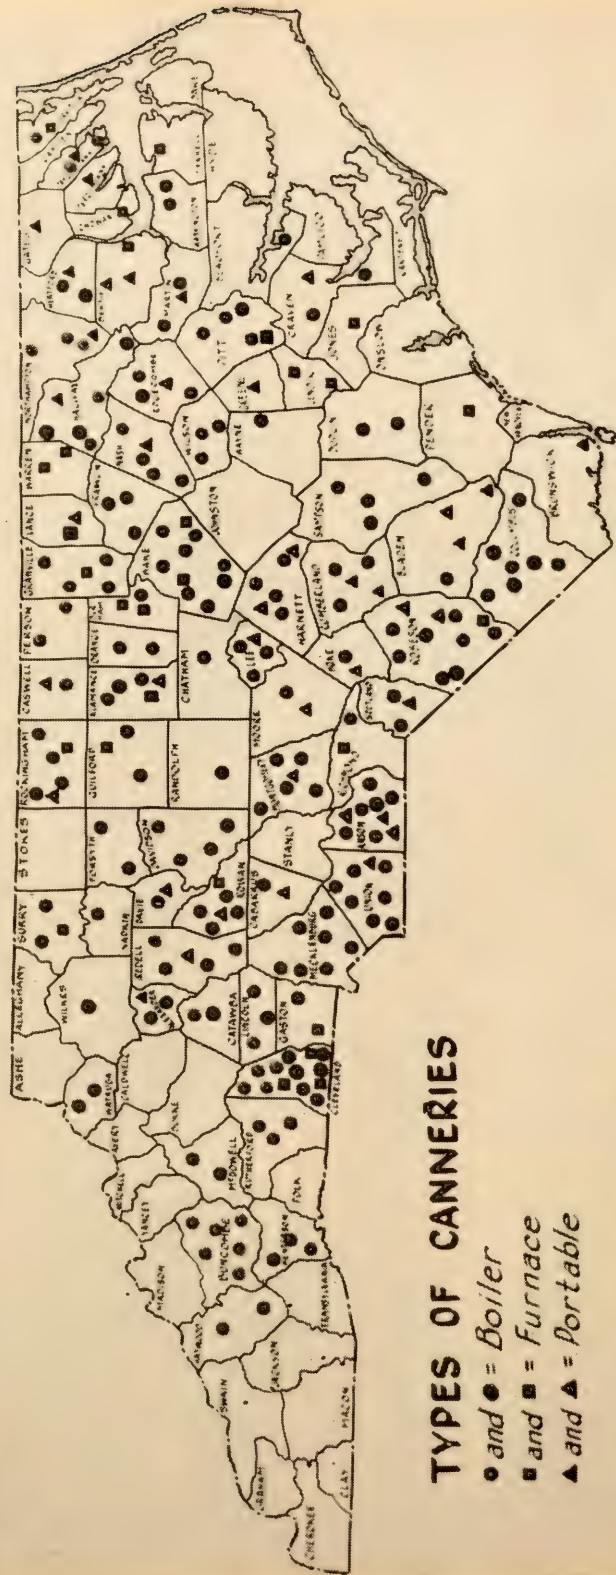 ASHE
ALLEGHANY
SURRY
STOKES
ROCKINGHAM
CASWELL
PERSON
GRANVILLE
VANCE
WARREN
NORTHAMPTON
HERTFORD
GATES
WATAUGA
WILKES
YADKIN
FORSYTH
GUILFORD
ALAMANCE
ORANGE
FRANKLIN
HALIFAX
BERTIE
MITCHELL
AVERY
CALDWELL
IREDELL
DAVIE
DAVIDSON
RANDOLPH
CHATHAM
WAKE
NASH
EDGECOMBE
MARTIN
WASHINGTON
TYRRELL
DARE
MADISON
YANCEY
BURKE
CATAWBA
ROWAN
JOHNSTON
WILSON
PITT
BEAUFORT
HYDE
HAYWOOD
BUNCOMBE
McDOWELL
LINCOLN
CABARRUS
STANLY
MONTGOMERY
MOORE
LEE
HARNETT
WAYNE
GREENE
LENOIR
CRAVEN
PAMLICO
GRAHAM
SWAIN
JACKSON
HENDERSON
RUTHERFORD
POLK
CLEVELAND
GASTON
MECKLENBURG
UNION
ANSON
RICHMOND
HOKE
SCOTLAND
CUMBERLAND
SAMPSON
DUPLIN
JONES
CARTERET
CHEROKEE
CLAY
MACON
TRANSYLVANIA
ROBESON
BLADEN
PENDER
ONSLOW
COLUMBUS
BRUNSWICK
NEW HANOVER
TYPES OF CANNERIES
and = Boiler
and = Furnace
and = Portable